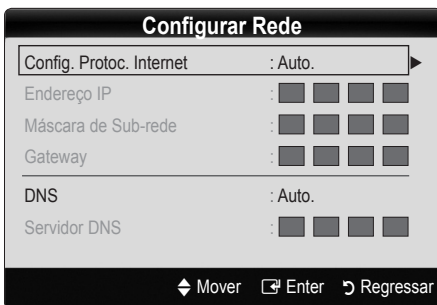 Configurar Rede
Config. Protoc. Internet : Auto.
Endereço IP :
Máscara de Sub-rede :
Gateway :
DNS : Auto.
Servidor DNS :
Mover Enter Regressar